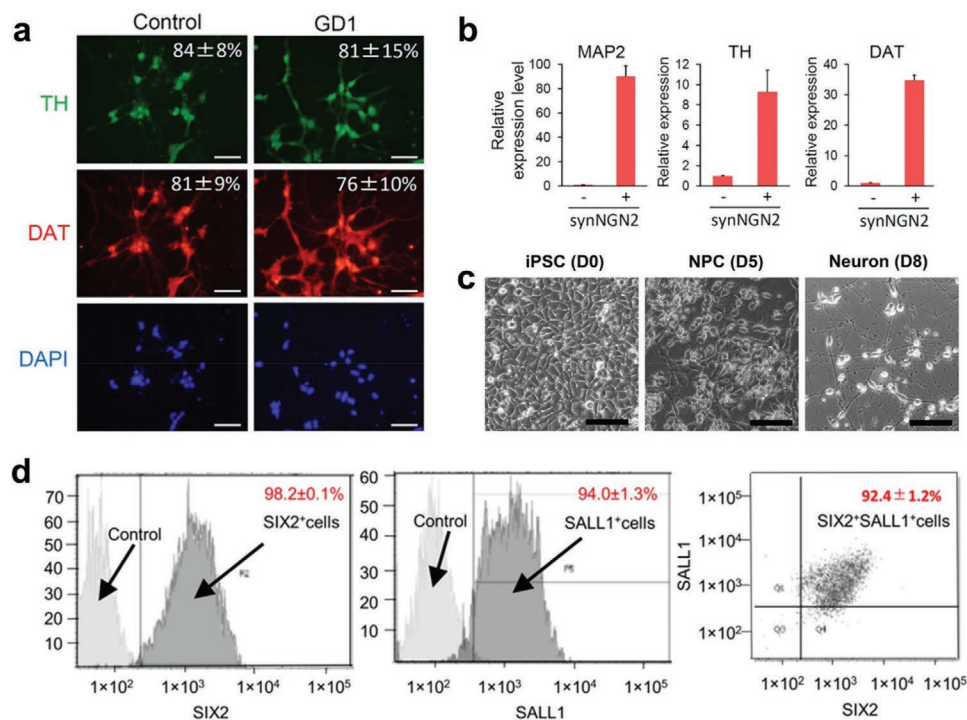 a
Control GD1
TH
84±8%
81±15%
DAT
81±9%
76±10%
DAPI
b
MAP2 TH DAT
Relative
expression level
100
80
60
40
20
0
- +
synNGN2
Relative expression
12
10
8
6
4
2
0
- +
synNGN2
Relative expression
40
30
20
10
0
- +
synNGN2
c
iPSC (D0) NPC (D5) Neuron (D8)
d
70
60
50
40
30
20
10
98.2±0.1%
SIX2⁺cells
Control
R2
1×10² 1×10³ 1×10⁴ 1×10⁵
SIX2
60
50
40
30
20
10
94.0±1.3%
SALL1⁺cells
Control
1×10² 1×10³ 1×10⁴ 1×10⁵
SALL1
SALL1
1×10⁵
1×10⁴
1×10³
1×10²
92.4±1.2%
SIX2⁺SALL1⁺cells
Q3 Q4
1×10² 1×10³ 1×10⁴ 1×10⁵
SIX2